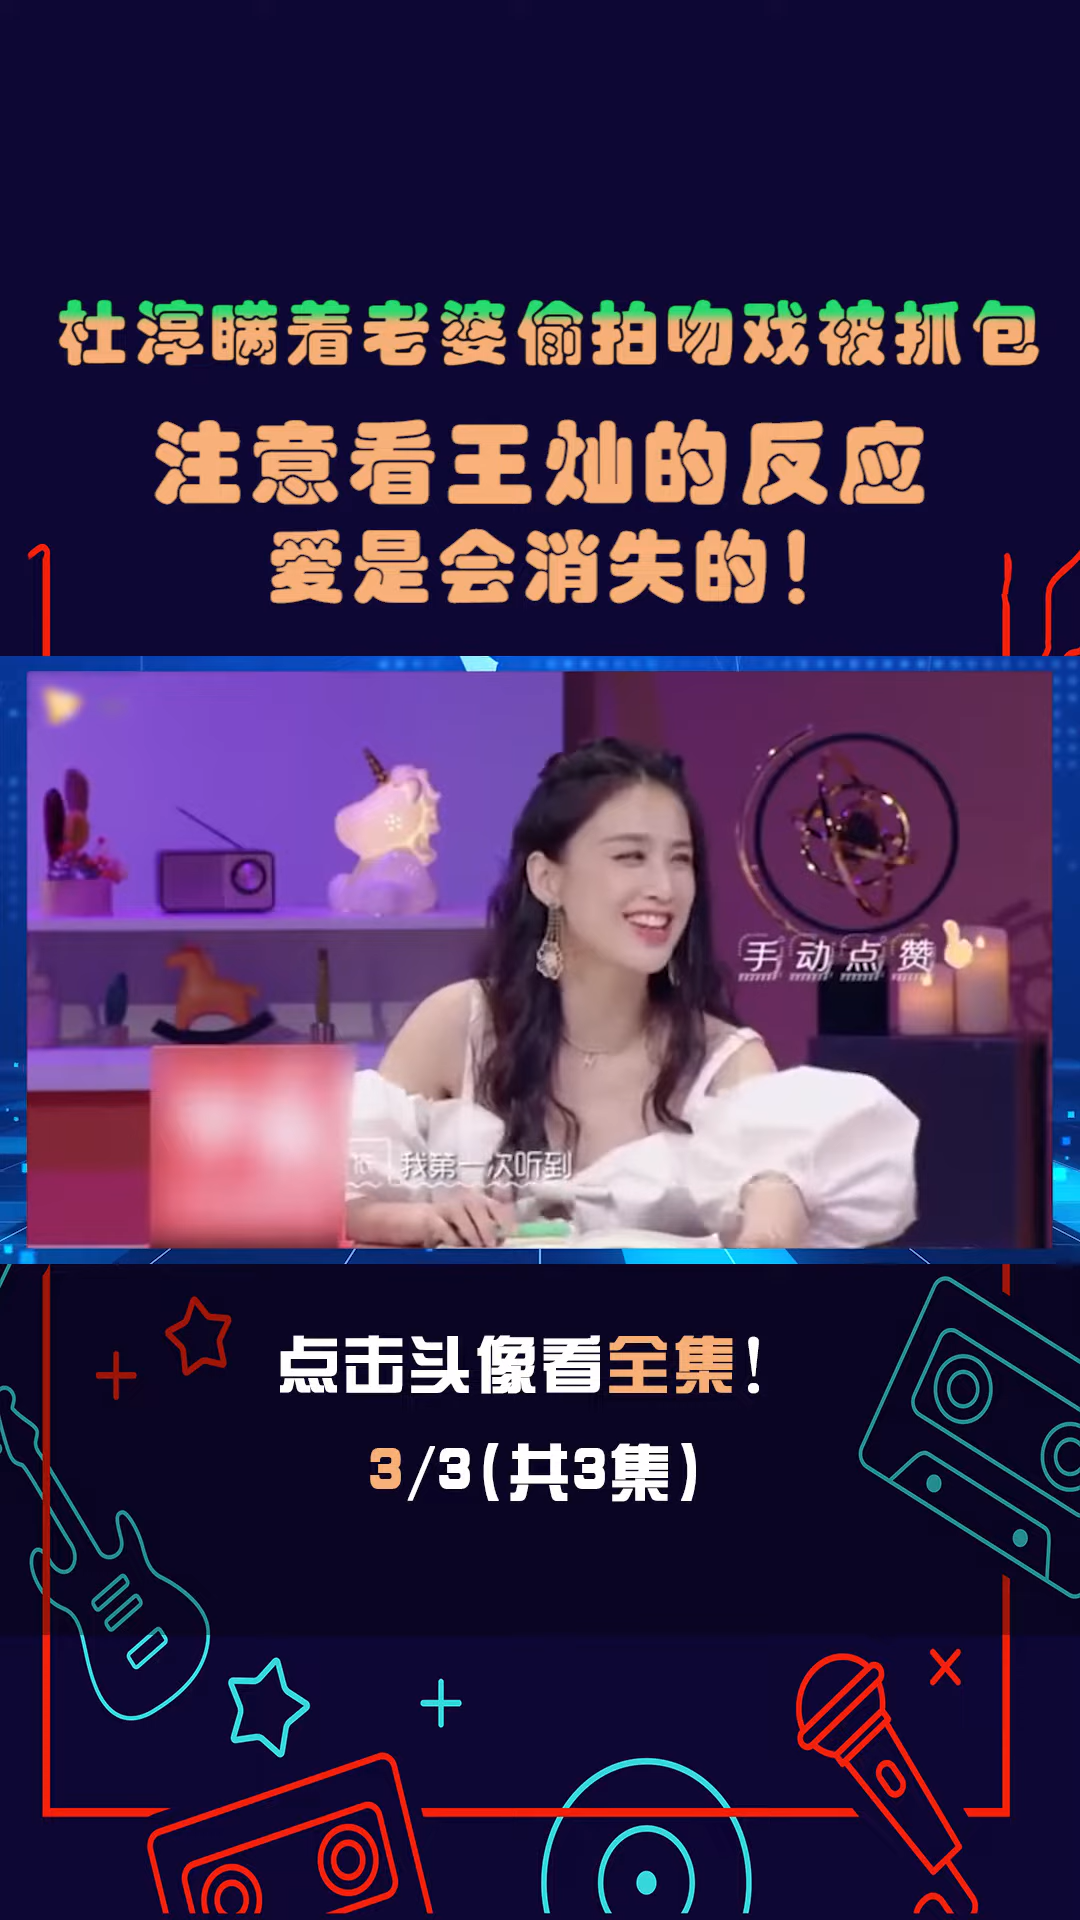 杜淳瞒着老婆偷拍吻戏被抓包
注意看王灿的反应
爱是会消失的！
手动点赞
依 我第一次听到
点击头像看全集！
3/3(共3集)